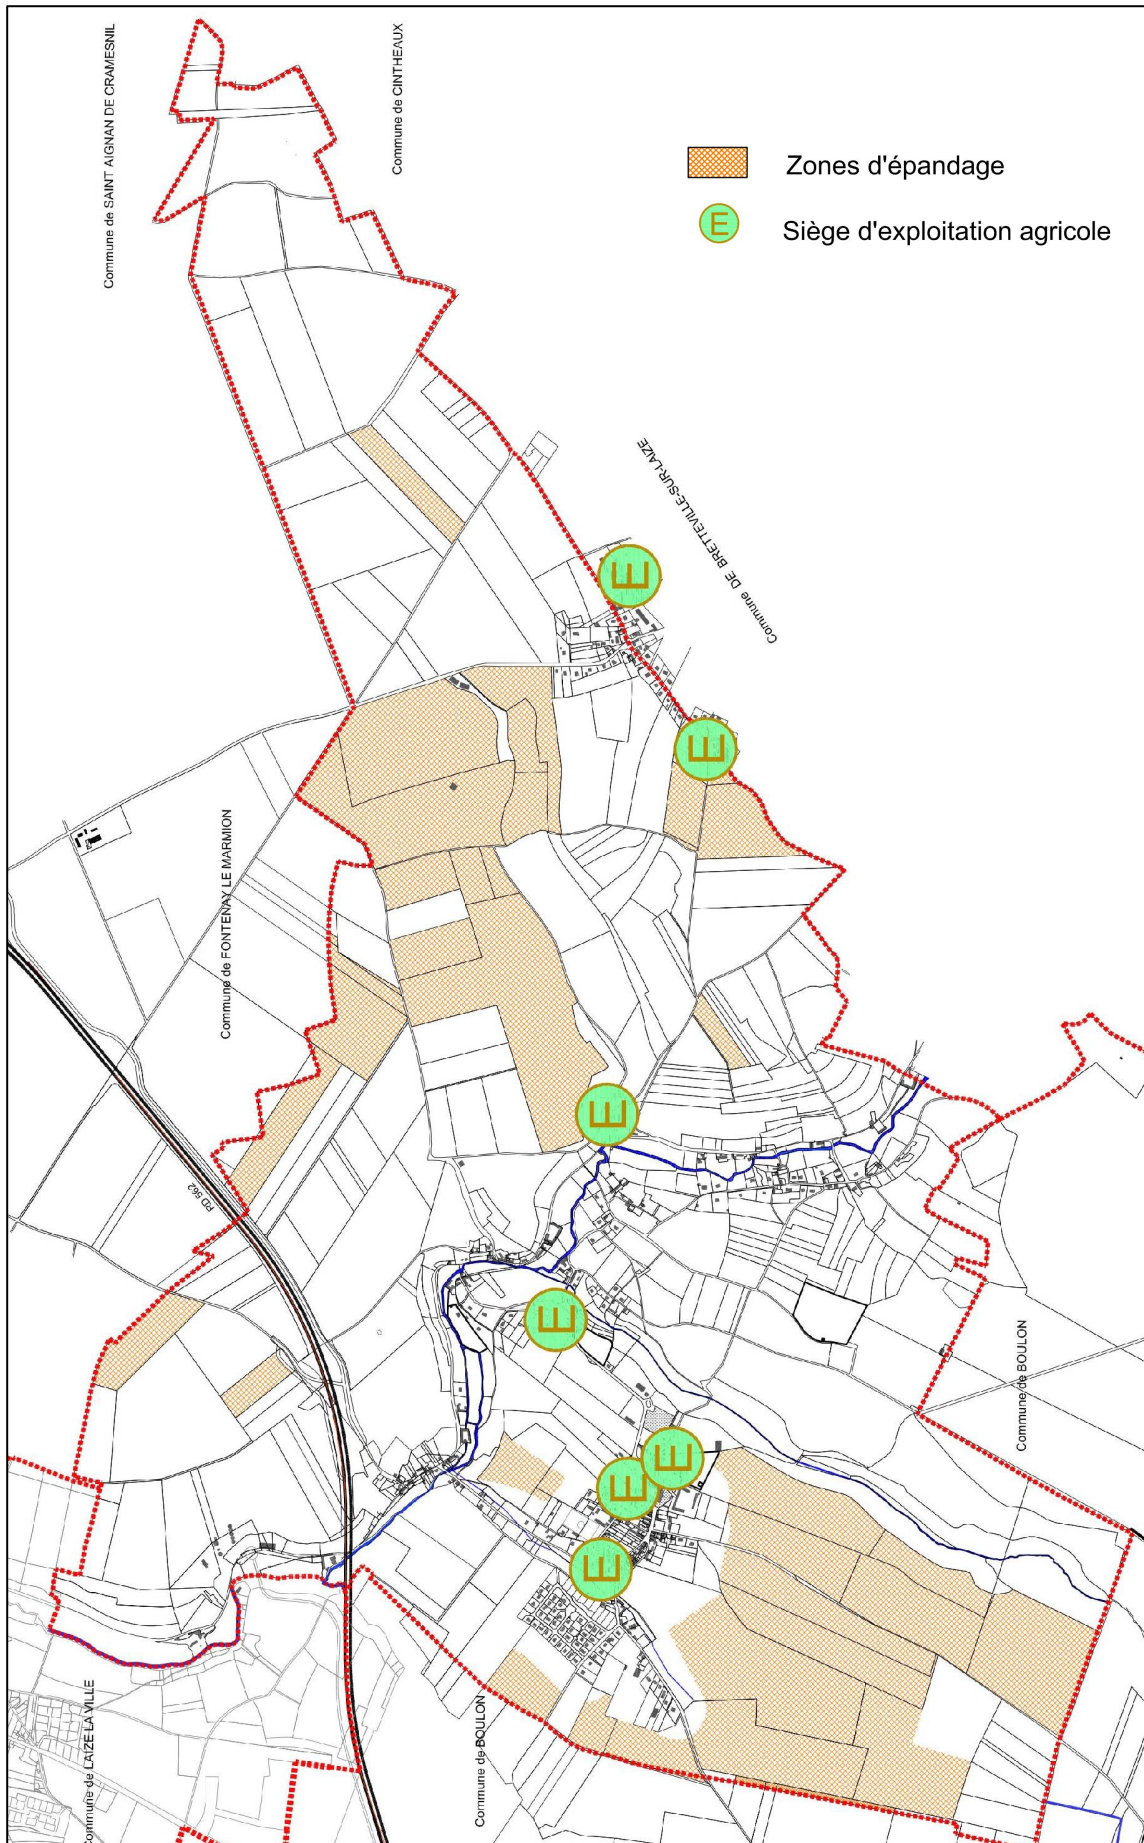 Commune de SAINT AIGNAN DE CRAMESNIL
Commune de CINTHEAUX
Zones d'épandage
E
Siège d'exploitation agricole
Commune DE BRETTEVILLE-SUR-LAIZE
E
E
Commune de FONTENAY LE MARMION
E
RD 562
E
Commune de BOULON
E
E
E
Commune de LAIZE LA VILLE
Commune de BOULON